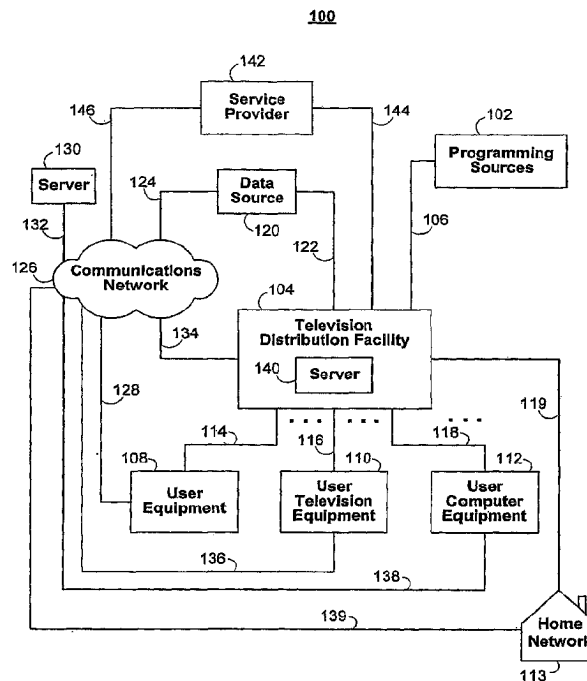 100
142
146
Service
Provider
144
102
Programming
Sources
130
Server
124
Data
Source
120
106
132
122
126
Communications
Network
104
134
Television
Distribution Facility
140
Server
128
119
114
116
118
108
User
Equipment
110
User
Television
Equipment
112
User
Computer
Equipment
136
138
139
Home
Network
113